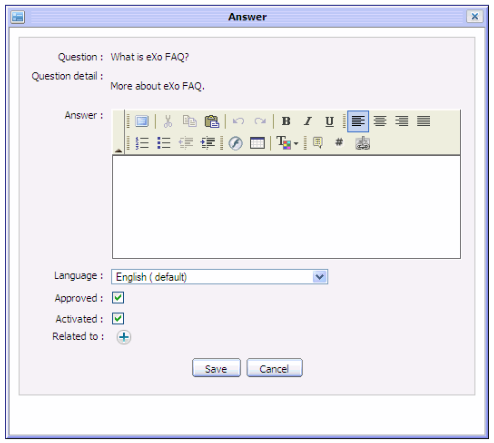 Answer
Question : What is eXo FAQ?
Question detail :
More about eXo FAQ.
Answer :
B I U
#
Language : English ( default)
Approved :
Activated :
Related to :
Save Cancel